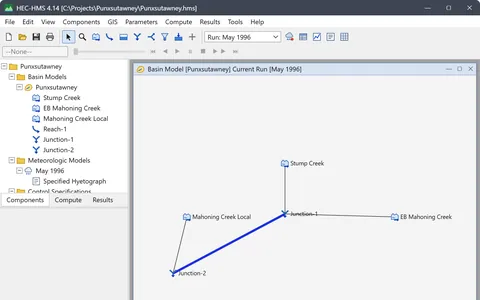 HEC-HMS 4.14 [C:\Projects\Punxsutawney\Punxsutawney.hms]
File Edit View Components GIS Parameters Compute Results Tools Help
Run: May 1996
--None--
Punxsutawney
Basin Models
Punxsutawney
Stump Creek
EB Mahoning Creek
Mahoning Creek Local
Reach-1
Junction-1
Junction-2
Meteorologic Models
May 1996
Specified Hyetograph
Control Specifications
Components Compute Results
Basin Model [Punxsutawney] Current Run [May 1996]
Stump Creek
Mahoning Creek Local
Junction-1
EB Mahoning Creek
Junction-2